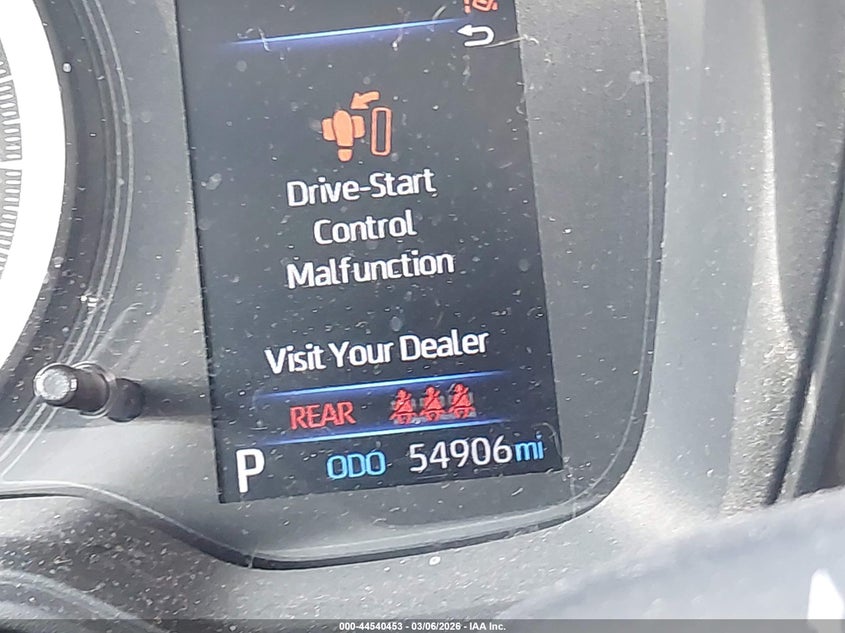 Drive-Start
Control
Malfunction
Visit Your Dealer
REAR
P ODO 54906 mi
000-44540453 - 03/06/2026 - IAA Inc.